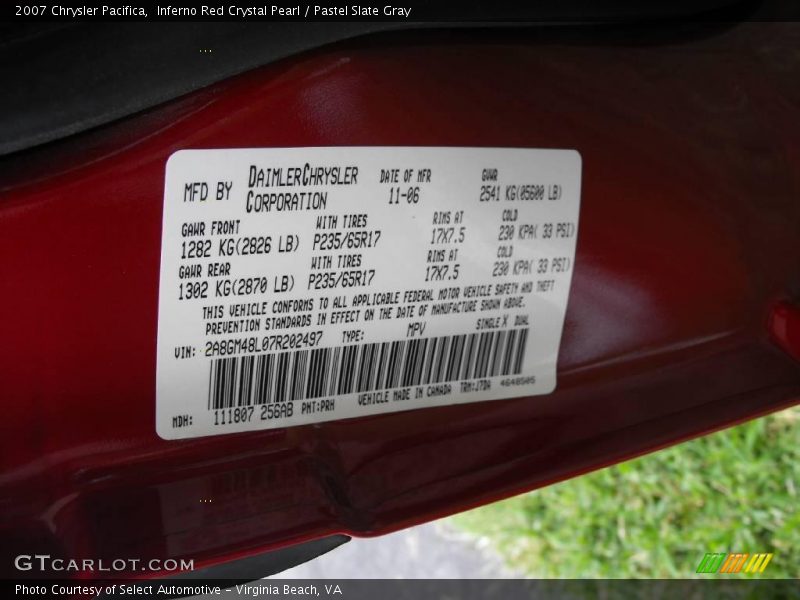 2007 Chrysler Pacifica, Inferno Red Crystal Pearl / Pastel Slate Gray
MFD BY DAIMLERCHRYSLER CORPORATION DATE OF MFR 11-06 GVWR 2541 KG(05600 LB)
GAWR FRONT WITH TIRES RIMS AT COLD
1282 KG(2826 LB) P235/65R17 17X7.5 230 KPA( 33 PSI)
GAWR REAR WITH TIRES RIMS AT COLD
1302 KG(2870 LB) P235/65R17 17X7.5 230 KPA( 33 PSI)
THIS VEHICLE CONFORMS TO ALL APPLICABLE FEDERAL MOTOR VEHICLE SAFETY AND THEFT
PREVENTION STANDARDS IN EFFECT ON THE DATE OF MANUFACTURE SHOWN ABOVE.
VIN: 2A8GM48L07R202497 TYPE: MPV SINGLE X DUAL
MDH: 111807 256AB PNT:PRH VEHICLE MADE IN CANADA TRM:J7DA 4648505
GTCARLOT.COM
Photo Courtesy of Select Automotive - Virginia Beach, VA